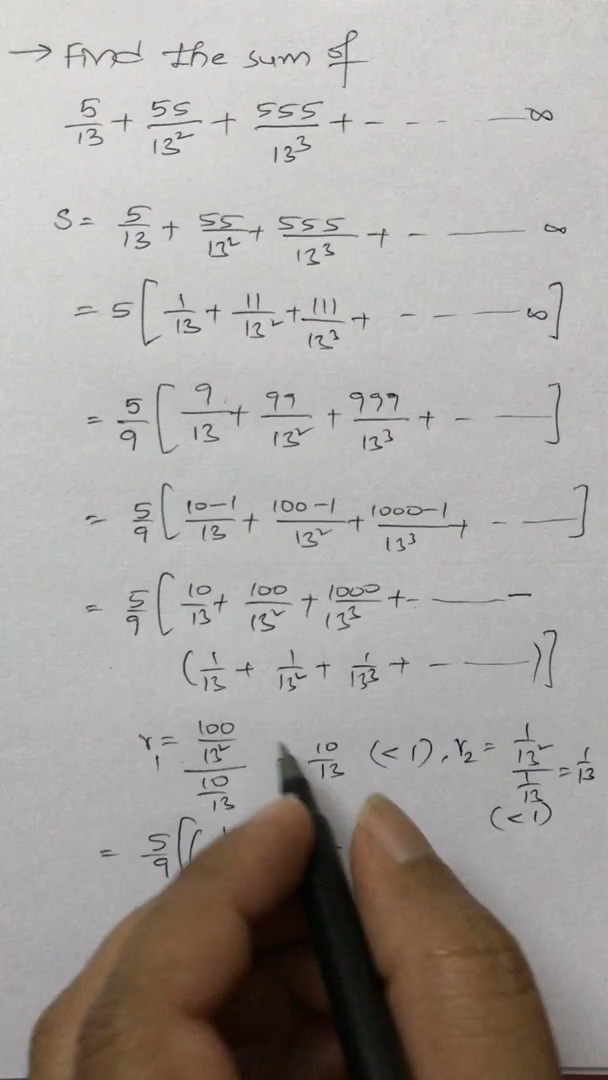 → Find the sum of
5/13 + 55/13² + 555/13³ + - - - - — ∞
S = 5/13 + 55/13² + 555/13³ + - — ∞
= 5[1/13 + 11/13² + 111/13³ + - - - — ∞]
= 5/9[9/13 + 99/13² + 999/13³ + - —]
= 5/9[10-1/13 + 100-1/13² + 1000-1/13³ + - —]
= 5/9[10/13 + 100/13² + 1000/13³ + - — -
(1/13 + 1/13² + 1/13³ + - —)]
r₁ = 100/13² / 10/13 10/13 (<1), r₂ = 1/13² / 1/13 = 1/13
(<1)
= 5/9[(